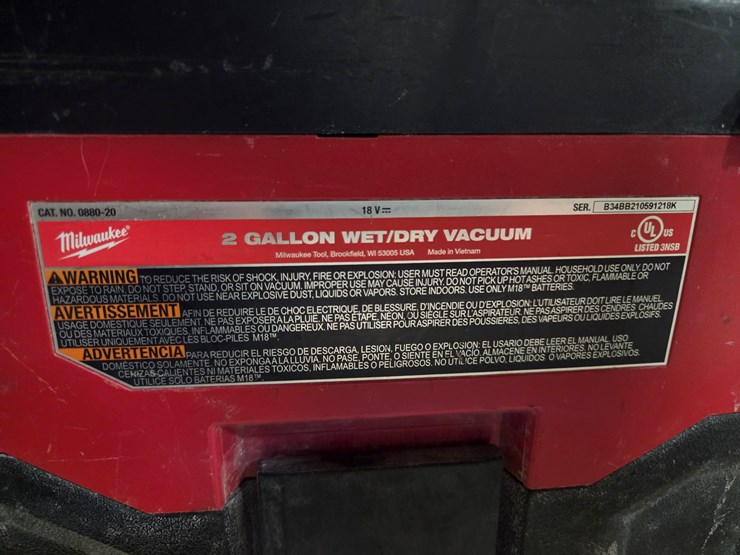 CAT. NO. 0880-20
18 V
SER. B34BB210591218K
Milwaukee®
2 GALLON WET/DRY VACUUM
Milwaukee Tool, Brookfield, WI 53005 USA Made in Vietnam
C UL US
LISTED 3NSB
WARNING TO REDUCE THE RISK OF SHOCK, INJURY, FIRE OR EXPLOSION: USER MUST READ OPERATOR'S MANUAL. HOUSEHOLD USE ONLY. DO NOT
EXPOSE TO RAIN. DO NOT STEP, STAND, OR SIT ON VACUUM. IMPROPER USE MAY CAUSE INJURY. DO NOT PICK UP HOT ASHES OR TOXIC, FLAMMABLE OR
HAZARDOUS MATERIALS. DO NOT USE NEAR EXPLOSIVE DUST, LIQUIDS OR VAPORS. STORE INDOORS. USE ONLY M18™ BATTERIES.
AVERTISSEMENT AFIN DE REDUIRE LE DE CHOC ELECTRIQUE, DE BLESSURE. D'INCENDIE OU D'EXPLOSION: L'UTILISATEUR DOIT LIRE LE MANUEL.
USAGE DOMESTIQUE SEULEMENT. NE PAS EXPOSER A LA PLUIE. NE PAS ÉTAPE, NEON, OU SIÈGLE SUR L'ASPIRATEUR. NE PAS ASPIRER DES CENDRES CHAUDES
OU DES MATERIAUX TOXIQUES, INFLAMMABLES OU DANGEREUX. NE PAS UTILISER POUR ASPIRER DES POUSSIERES, DES VAPEURS OU LIQUIDES EXPLOSIFS.
UTILISER UNIQUEMENT AVEC LES BLOC-PILES M18™.
ADVERTENCIA PARA REDUCIR EL RIESGO DE DESCARGA, LESION, FUEGO O EXPLOSION: EL USARIO DEBE LEER EL MANUAL. USO
DOMÉSTICO SOLAMENTE. NO EXPONGA A LA LLUVIA. NO PASE, PONTE, O SIENTE EN EL VACÍO. ALMACENE EN INTERIORES. NO LEVANTE
CENIZAS CALIENTES NI MATERIALES TOXICOS, INFLAMABLES O PELIGROSOS. NO UTILICE POLVO, LIQUIDOS O VAPORES EXPLOSIVOS.
UTILICE SOLO BATERIAS M18™